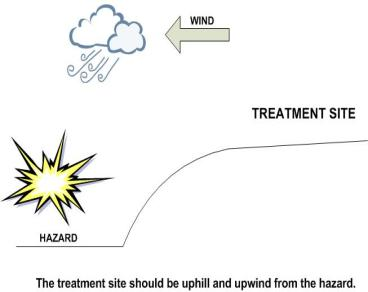 WIND
TREATMENT SITE
HAZARD
The treatment site should be uphill and upwind from the hazard.